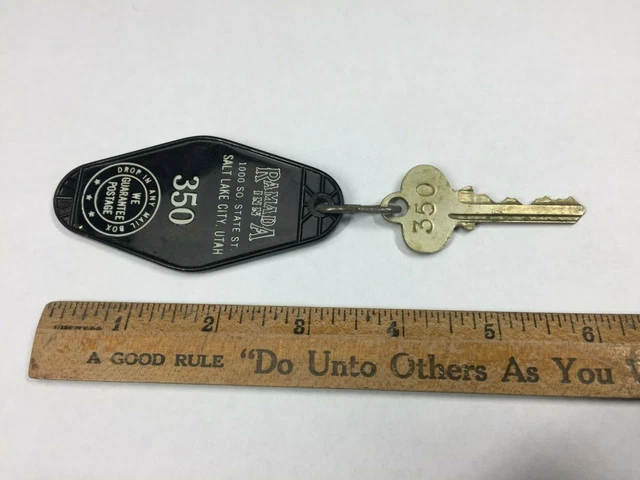 RAMADA
INN
1000 SO. STATE ST
SALT LAKE CITY, UTAH
350
DROP IN ANY MAIL BOX
WE
GUARANTEE
POSTAGE
350
1 2 3 4 5 6
A GOOD RULE "Do Unto Others As You